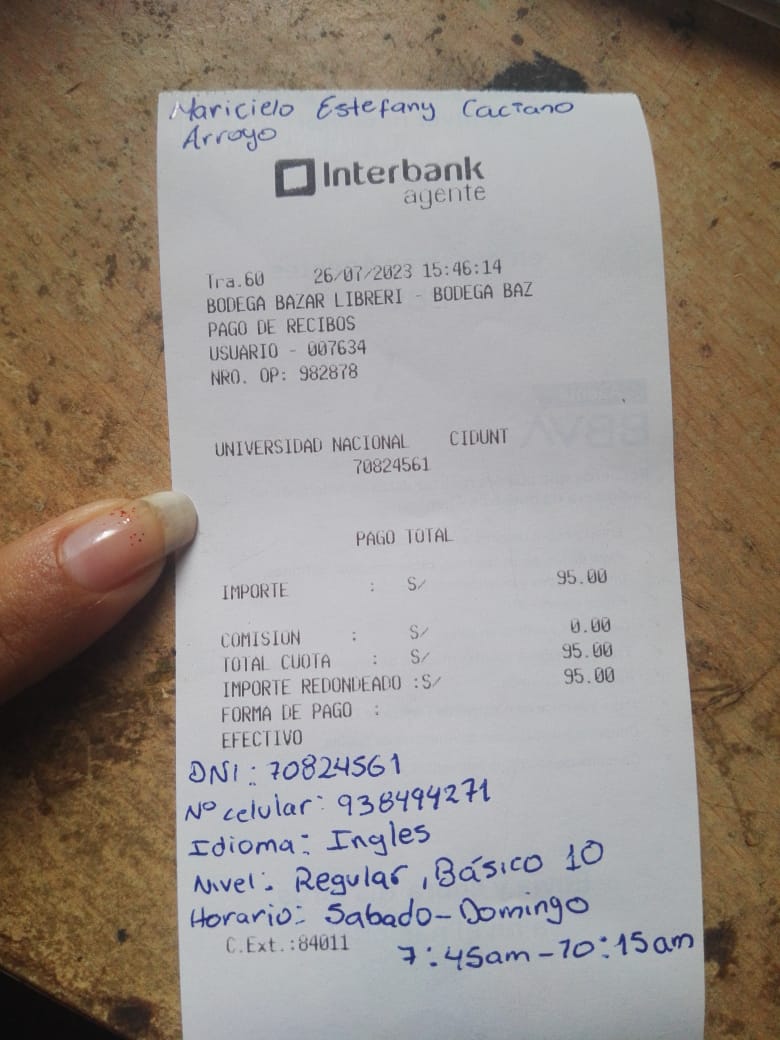 Maricielo Estefany Caciano
Arroyo
Interbank
agente
Tra.60 26/07/2023 15:46:14
BODEGA BAZAR LIBRERI - BODEGA BAZ
PAGO DE RECIBOS
USUARIO - 007634
NRO. OP: 982878
UNIVERSIDAD NACIONAL CIDUNT
70824561
PAGO TOTAL
IMPORTE : S/ 95.00
COMISION : S/ 0.00
TOTAL CUOTA : S/ 95.00
IMPORTE REDONDEADO :S/ 95.00
FORMA DE PAGO :
EFECTIVO
DNI: 70824561
Nº celular: 938494271
Idioma: Ingles
Nivel: Regular, Básico 10
Horario: Sabado-Domingo
C.Ext.:84011 7:45am-10:15am